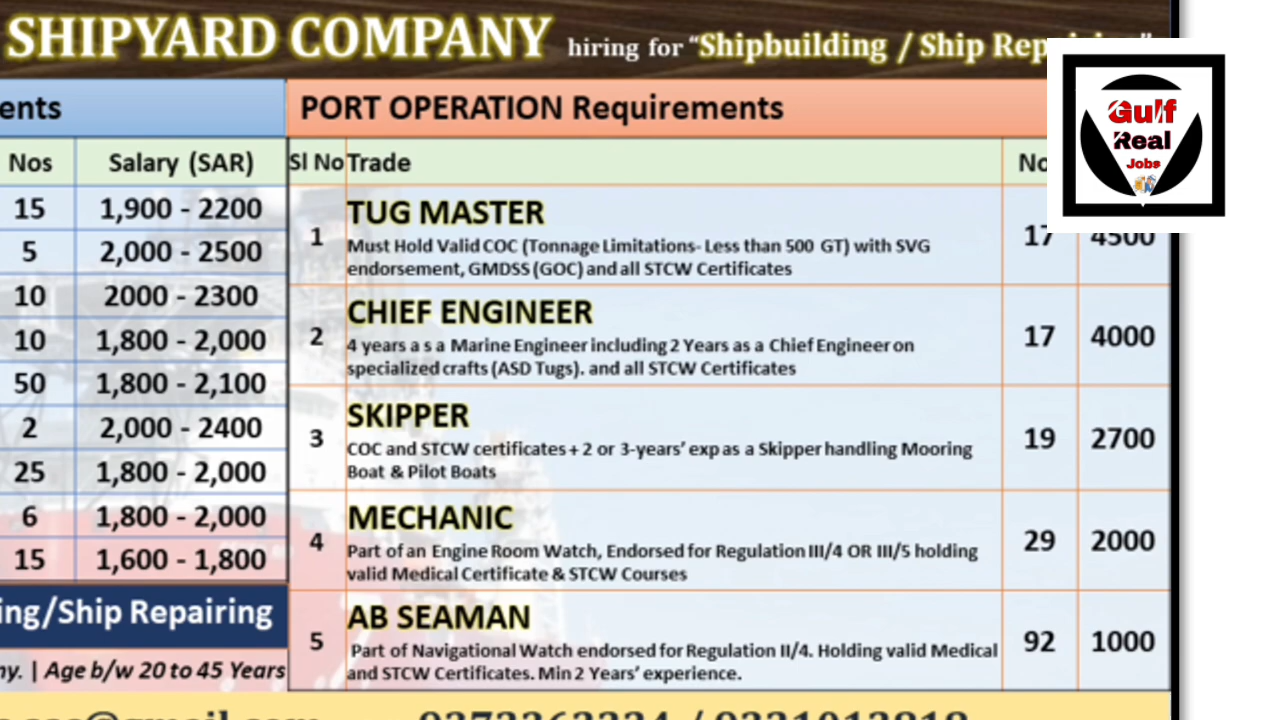 SHIPYARD COMPANY hiring for “Shipbuilding / Ship
ents
Nos Salary (SAR)
15 1,900 - 2200
5 2,000 - 2500
10 2000 - 2300
10 1,800 - 2,000
50 1,800 - 2,100
2 2,000 - 2400
25 1,800 - 2,000
6 1,800 - 2,000
15 1,600 - 1,800
ing/Ship Repairing
ny. | Age b/w 20 to 45 Years
PORT OPERATION Requirements
Sl No Trade No
1 TUG MASTER 17 4500
Must Hold Valid COC (Tonnage Limitations- Less than 500 GT) with SVG
endorsement, GMDSS (GOC) and all STCW Certificates
2 CHIEF ENGINEER 17 4000
4 years a s a Marine Engineer including 2 Years as a Chief Engineer on
specialized crafts (ASD Tugs). and all STCW Certificates
3 SKIPPER 19 2700
COC and STCW certificates + 2 or 3-years’ exp as a Skipper handling Mooring
Boat & Pilot Boats
4 MECHANIC 29 2000
Part of an Engine Room Watch, Endorsed for Regulation III/4 OR III/5 holding
valid Medical Certificate & STCW Courses
5 AB SEAMAN 92 1000
Part of Navigational Watch endorsed for Regulation II/4. Holding valid Medical
and STCW Certificates. Min 2 Years’ experience.
Gulf
Real
Jobs